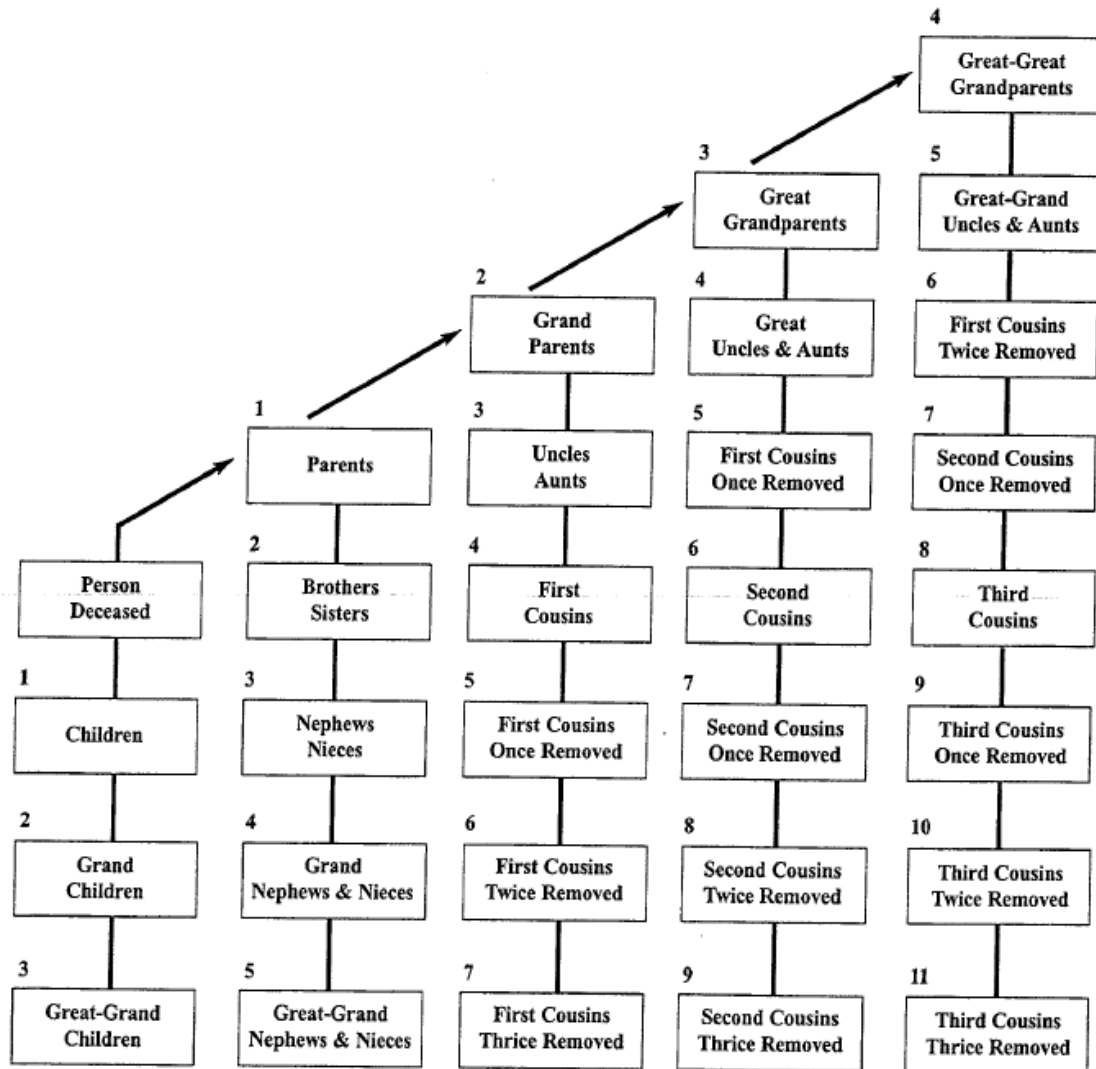 4
Great-Great
Grandparents
3
Great
Grandparents
5
Great-Grand
Uncles & Aunts
2
Grand
Parents
4
Great
Uncles & Aunts
6
First Cousins
Twice Removed
1
Parents
3
Uncles
Aunts
5
First Cousins
Once Removed
7
Second Cousins
Once Removed
Person
Deceased
2
Brothers
Sisters
4
First
Cousins
6
Second
Cousins
8
Third
Cousins
1
Children
3
Nephews
Nieces
5
First Cousins
Once Removed
7
Second Cousins
Once Removed
9
Third Cousins
Once Removed
2
Grand
Children
4
Grand
Nephews & Nieces
6
First Cousins
Twice Removed
8
Second Cousins
Twice Removed
10
Third Cousins
Twice Removed
3
Great-Grand
Children
5
Great-Grand
Nephews & Nieces
7
First Cousins
Thrice Removed
9
Second Cousins
Thrice Removed
11
Third Cousins
Thrice Removed